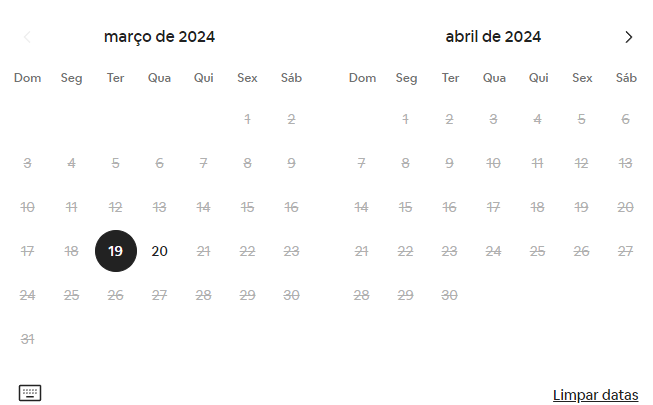 março de 2024
Dom Seg Ter Qua Qui Sex Sáb
1 2
3 4 5 6 7 8 9
10 11 12 13 14 15 16
17 18 19 20 21 22 23
24 25 26 27 28 29 30
31
abril de 2024
Dom Seg Ter Qua Qui Sex Sáb
1 2 3 4 5 6
7 8 9 10 11 12 13
14 15 16 17 18 19 20
21 22 23 24 25 26 27
28 29 30
Limpar datas